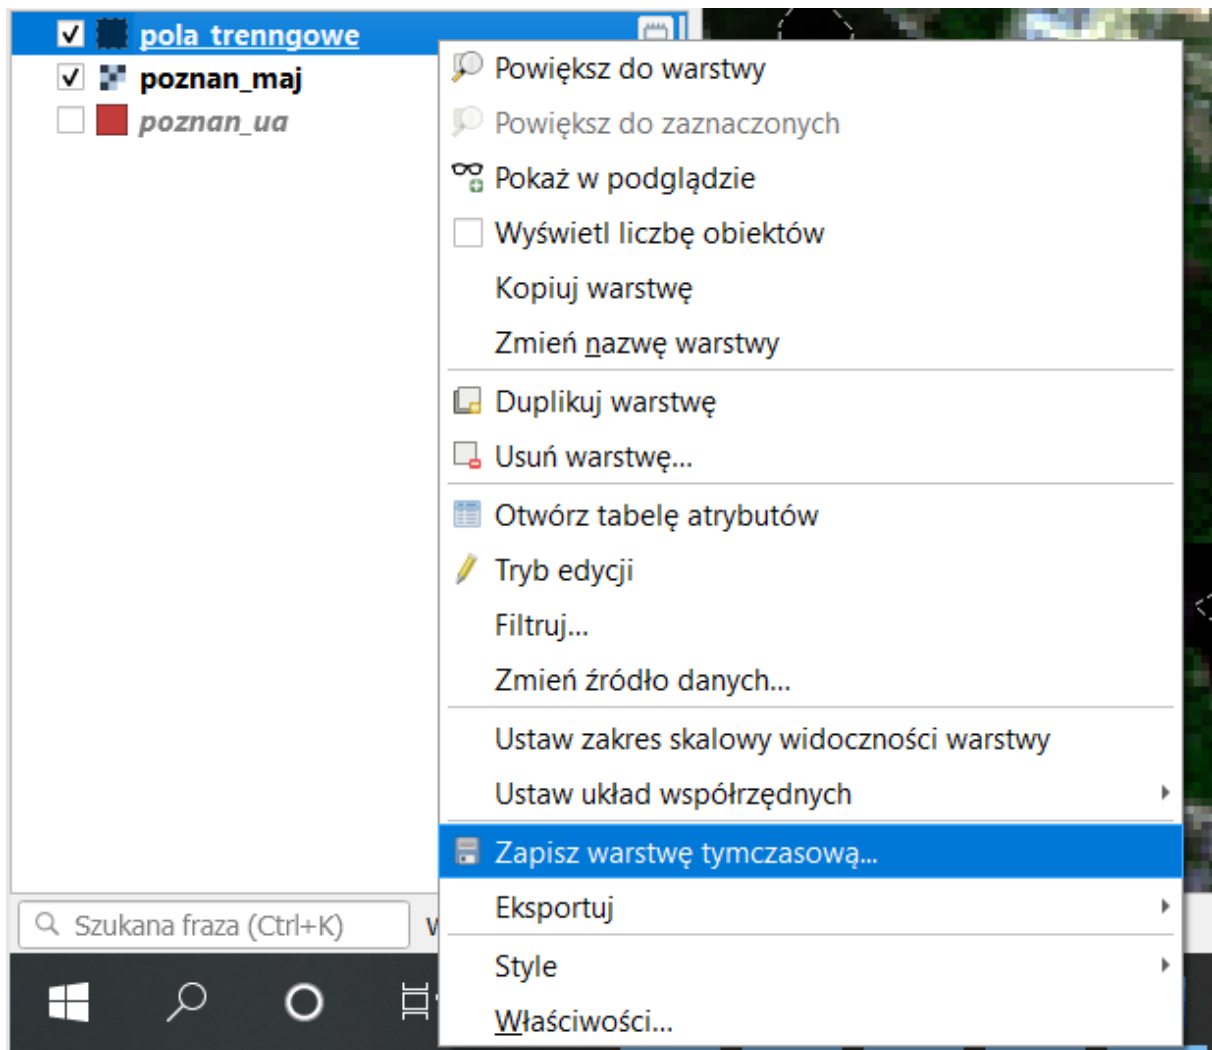 pola_trenngowe
poznan_maj
poznan_ua
Powiększ do warstwy
Powiększ do zaznaczonych
Pokaż w podglądzie
Wyświetl liczbę obiektów
Kopiuj warstwę
Zmień nazwę warstwy
Duplikuj warstwę
Usuń warstwę...
Otwórz tabelę atrybutów
Tryb edycji
Filtruj...
Zmień źródło danych...
Ustaw zakres skalowy widoczności warstwy
Ustaw układ współrzędnych
Zapisz warstwę tymczasową...
Eksportuj
Style
Właściwości...
Szukana fraza (Ctrl+K)